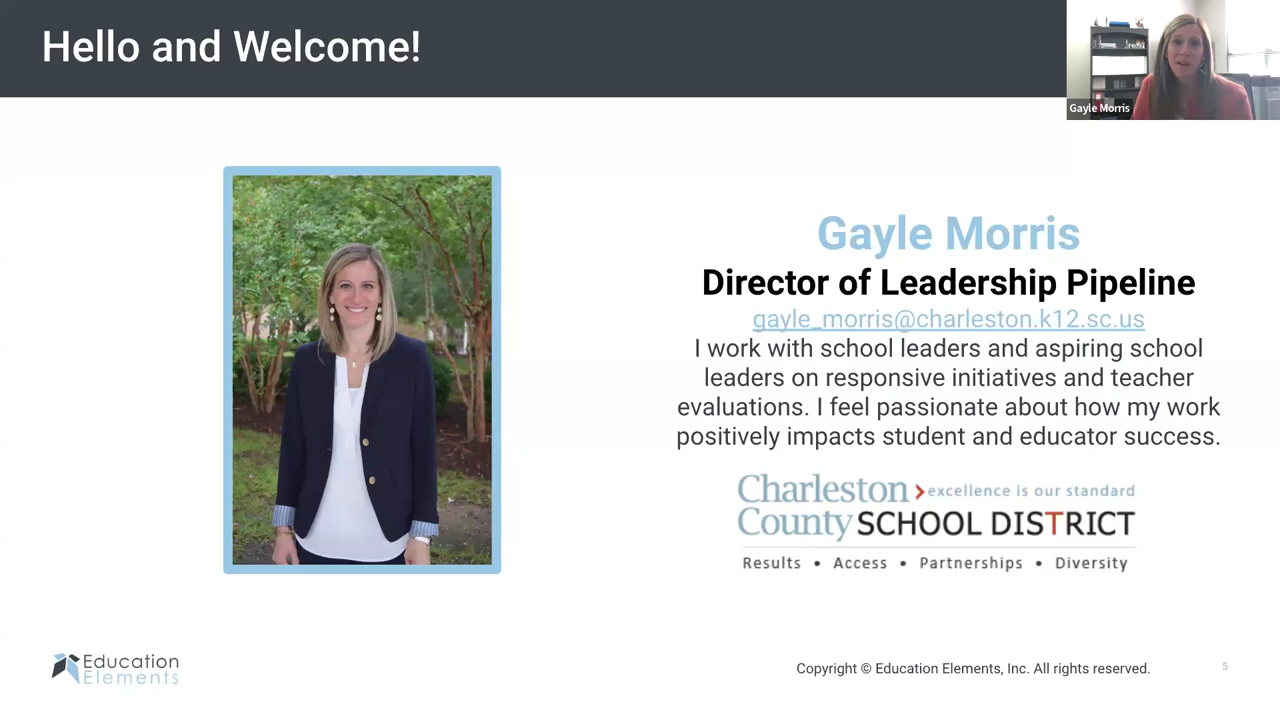 Hello and Welcome!
Gayle Morris
Gayle Morris
Director of Leadership Pipeline
gayle_morris@charleston.k12.sc.us
I work with school leaders and aspiring school
leaders on responsive initiatives and teacher
evaluations. I feel passionate about how my work
positively impacts student and educator success.
Charleston > excellence is our standard
County SCHOOL DISTRICT
Results • Access • Partnerships • Diversity
Education
Elements
Copyright © Education Elements, Inc. All rights reserved.
5